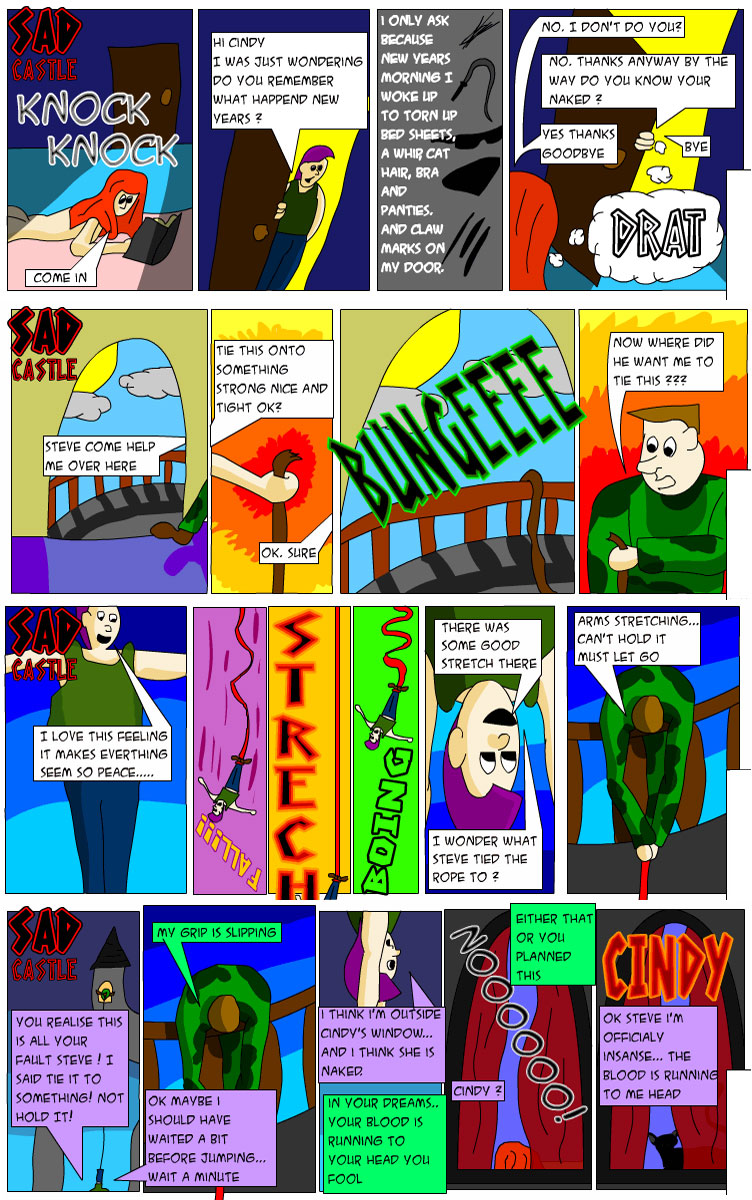 SAD
CASTLE
KNOCK
KNOCK
COME IN
HI CINDY
I WAS JUST WONDERING
DO YOU REMEMBER
WHAT HAPPEND NEW
YEARS ?
I ONLY ASK
BECAUSE
NEW YEARS
MORNING I
WOKE UP
TO TORN UP
BED SHEETS,
A WHIP, CAT
HAIR, BRA
AND
PANTIES.
AND CLAW
MARKS ON
MY DOOR.
NO. I DON'T DO YOU?
NO. THANKS ANYWAY BY THE
WAY DO YOU KNOW YOUR
NAKED ?
YES THANKS
GOODBYE
BYE
DRAT
SAD
CASTLE
STEVE COME HELP
ME OVER HERE
TIE THIS ONTO
SOMETHING
STRONG NICE AND
TIGHT OK?
OK. SURE
BUNGEEEE
NOW WHERE DID
HE WANT ME TO
TIE THIS ???
SAD
CASTLE
I LOVE THIS FEELING
IT MAKES EVERTHING
SEEM SO PEACE.....
FALL!!!
STRECH
BOING
THERE WAS
SOME GOOD
STRETCH THERE
I WONDER WHAT
STEVE TIED THE
ROPE TO ?
ARMS STRETCHING...
CAN'T HOLD IT
MUST LET GO
SAD
CASTLE
YOU REALISE THIS
IS ALL YOUR
FAULT STEVE ! I
SAID TIE IT TO
SOMETHING! NOT
HOLD IT!
MY GRIP IS SLIPPING
OK MAYBE I
SHOULD HAVE
WAITED A BIT
BEFORE JUMPING...
WAIT A MINUTE
I THINK I'M OUTSIDE
CINDY'S WINDOW...
AND I THINK SHE IS
NAKED.
IN YOUR DREAMS..
YOUR BLOOD IS
RUNNING TO
YOUR HEAD YOU
FOOL
EITHER THAT
OR YOU
PLANNED
THIS
NOOOOOO!
CINDY ?
CINDY
OK STEVE I'M
OFFICIALY
INSANSE... THE
BLOOD IS RUNNING
TO ME HEAD